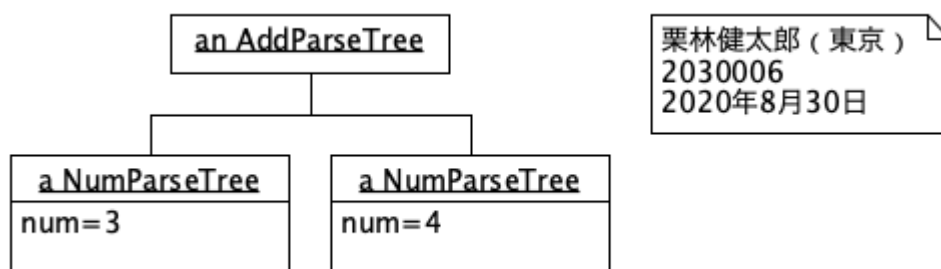 an AddParseTree
栗林健太郎（東京）
2030006
2020年8月30日
a NumParseTree
num=3
a NumParseTree
num=4